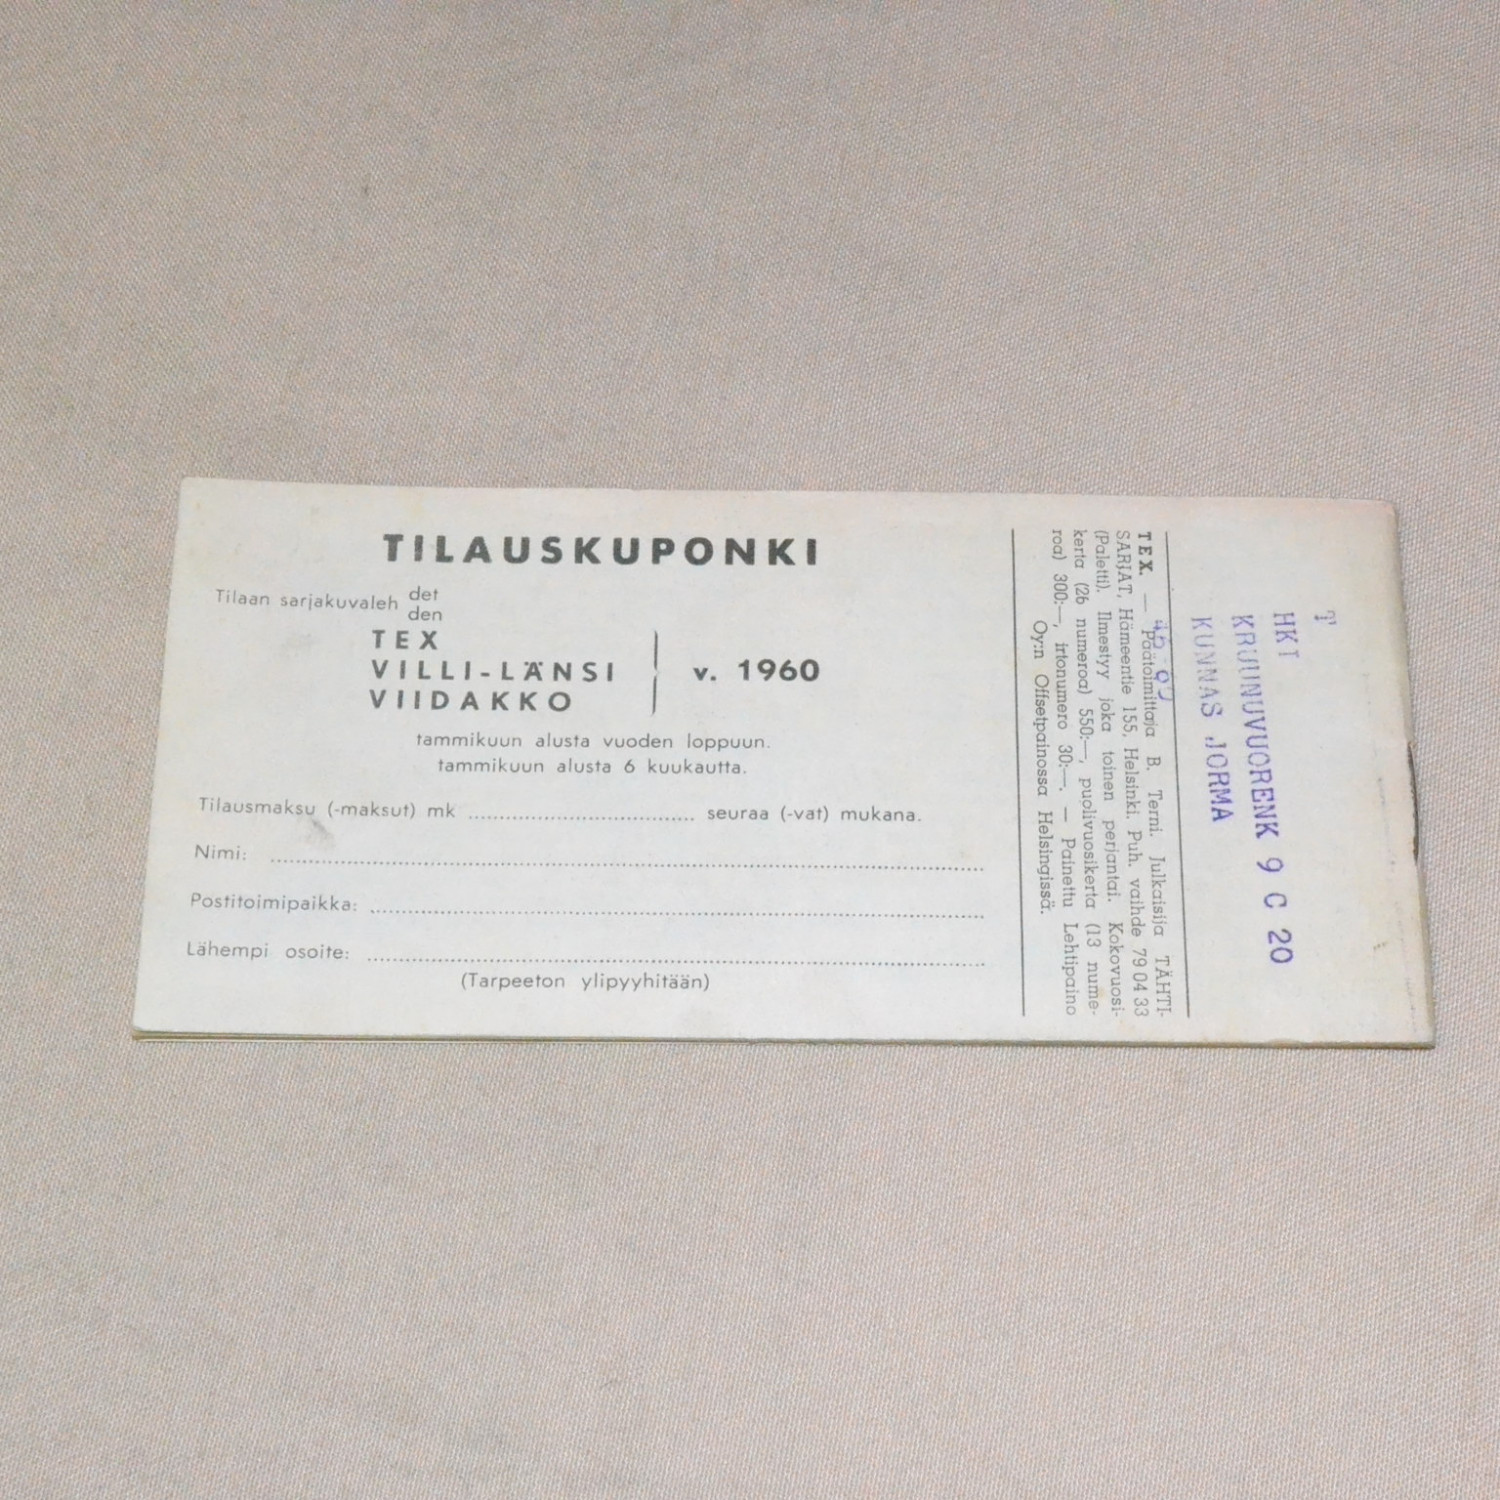 TILAUSKUPONKI
Tilaan sarjakuvaleh det
den
TEX
VILLI-LÄNSI
VIIDAKKO
v. 1960
tammikuun alusta vuoden loppuun.
tammikuun alusta 6 kuukautta.
Tilausmaksu (-maksut) mk ........................ seuraa (-vat) mukana.
Nimi:
Postitoimipaikka:
Lähempi osoite:
(Tarpeeton ylipyyhitään)
TEX. — Päätoimittaja B. Terni. Julkaisija TÄHTI-
SARJAT, Hämeentie 155, Helsinki. Puh. vaihde 79 04 33
(Paletti). Ilmestyy joka toinen perjantai. Kokovuosi-
kerta (26 numeroa) 550:—, puolivuosikerta (13 nume-
roa) 300:—, irtonumero 30:—. — Painettu Lehtipaino
Oy:n Offsetpainossa Helsingissä.
T
HKI
KRUUNUVUORENK 9 C 20
KUNNAS JORMA